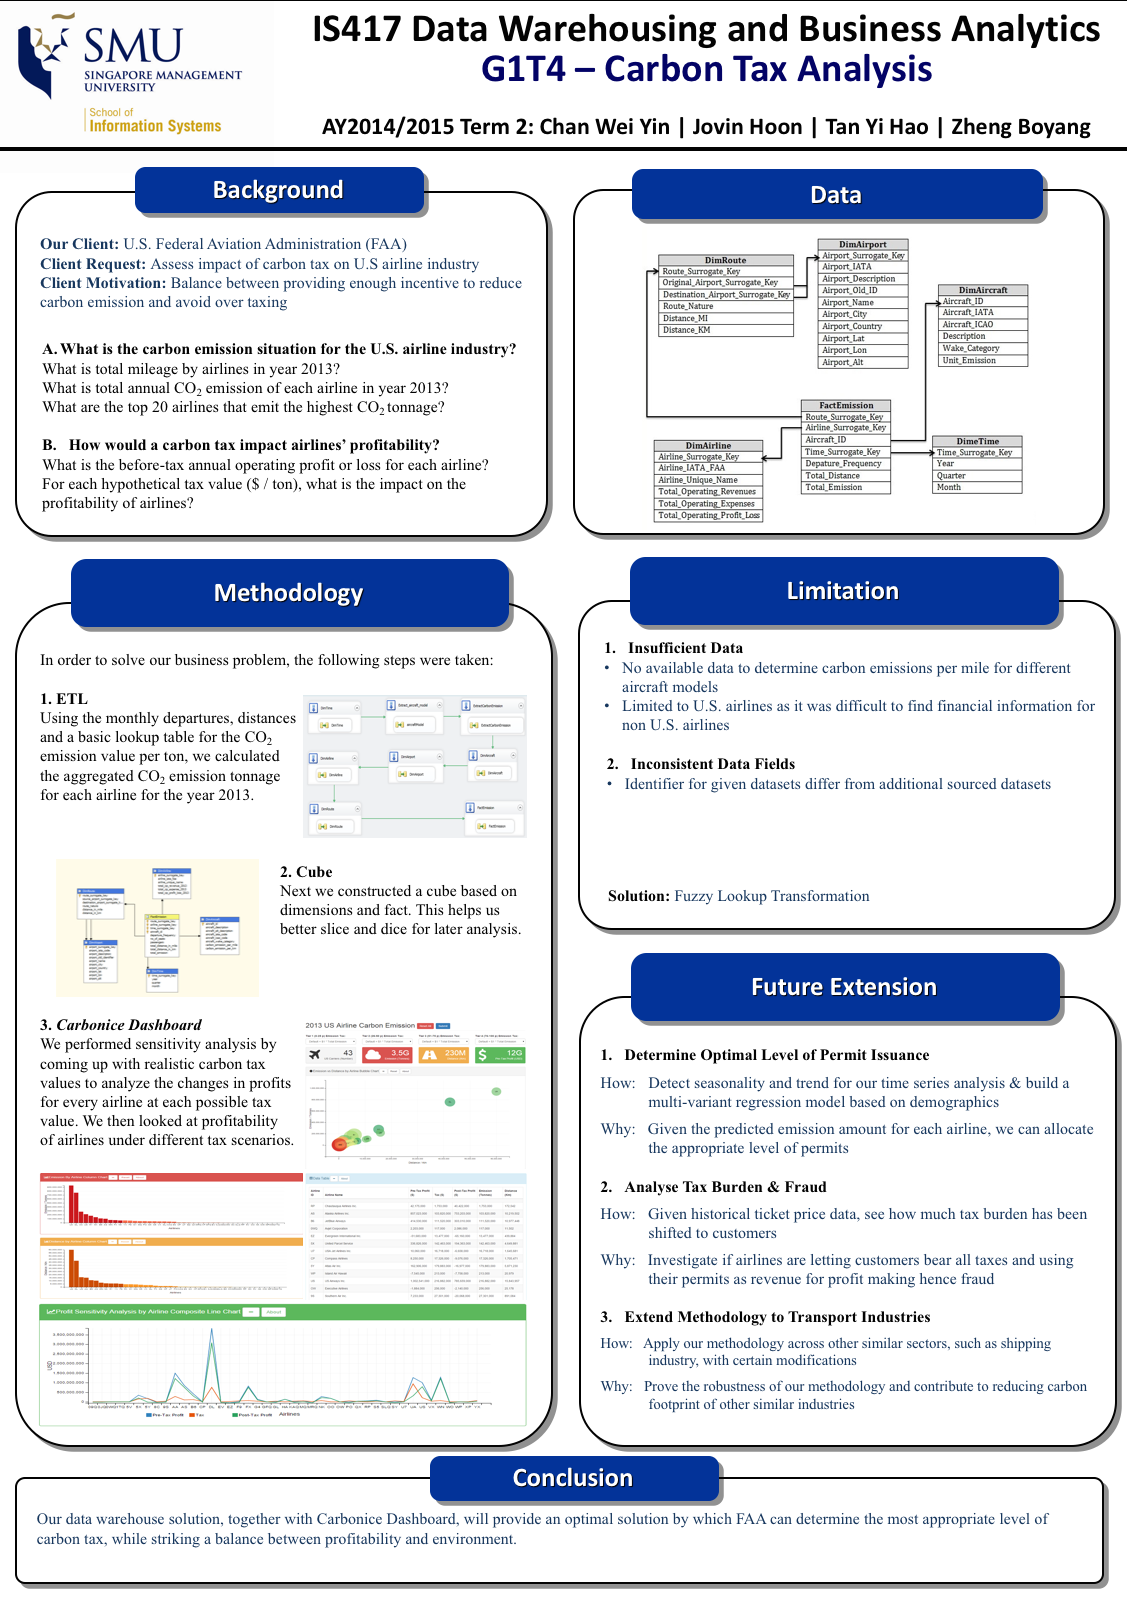 SMU
SINGAPORE MANAGEMENT
UNIVERSITY
School of
Information Systems
IS417 Data Warehousing and Business Analytics
G1T4 – Carbon Tax Analysis
AY2014/2015 Term 2: Chan Wei Yin | Jovin Hoon | Tan Yi Hao | Zheng Boyang
Background
Our Client: U.S. Federal Aviation Administration (FAA)
Client Request: Assess impact of carbon tax on U.S airline industry
Client Motivation: Balance between providing enough incentive to reduce
carbon emission and avoid over taxing
A. What is the carbon emission situation for the U.S. airline industry?
What is total mileage by airlines in year 2013?
What is total annual CO2 emission of each airline in year 2013?
What are the top 20 airlines that emit the highest CO2 tonnage?
B. How would a carbon tax impact airlines’ profitability?
What is the before-tax annual operating profit or loss for each airline?
For each hypothetical tax value ($ / ton), what is the impact on the
profitability of airlines?
Data
DimRoute
Route_Surrogate_Key
Original_Airport_Surrogate_Key
Destination_Airport_Surrogate_Key
Route_Nature
Distance_MI
Distance_KM
DimAirport
Airport_Surrogate_Key
Airport_IATA
Airport_Description
Airport_Old_ID
Airport_Name
Airport_City
Airport_Country
Airport_Lat
Airport_Lon
Airport_Alt
DimAircraft
Aircraft_ID
Aircraft_IATA
Aircraft_ICAO
Description
Wake_Category
Unit_Emission
FactEmission
Route_Surrogate_Key
Airline_Surrogate_Key
Aircraft_ID
Time_Surrogate_Key
Depature_Frequency
Total_Distance
Total_Emission
DimAirline
Airline_Surrogate_Key
Airline_IATA_FAA
Airline_Unique_Name
Total_Operating_Revenues
Total_Operating_Expenses
Total_Operating_Profit_Loss
DimeTime
Time_Surrogate_Key
Year
Quarter
Month
Methodology
In order to solve our business problem, the following steps were taken:
1. ETL
Using the monthly departures, distances
and a basic lookup table for the CO2
emission value per ton, we calculated
the aggregated CO2 emission tonnage
for each airline for the year 2013.
2. Cube
Next we constructed a cube based on
dimensions and fact. This helps us
better slice and dice for later analysis.
3. Carbonice Dashboard
We performed sensitivity analysis by
coming up with realistic carbon tax
values to analyze the changes in profits
for every airline at each possible tax
value. We then looked at profitability
of airlines under different tax scenarios.
2013 US Airline Carbon Emission
43
3.5G
230M
12G
Profit Sensitivity Analysis by Airline Composite Line Chart
About
USD
Airlines
Pre-Tax Profit
Tax
Post-Tax Profit
Limitation
1. Insufficient Data
• No available data to determine carbon emissions per mile for different
aircraft models
• Limited to U.S. airlines as it was difficult to find financial information for
non U.S. airlines
2. Inconsistent Data Fields
• Identifier for given datasets differ from additional sourced datasets
Solution: Fuzzy Lookup Transformation
Future Extension
1. Determine Optimal Level of Permit Issuance
How: Detect seasonality and trend for our time series analysis & build a
multi-variant regression model based on demographics
Why: Given the predicted emission amount for each airline, we can allocate
the appropriate level of permits
2. Analyse Tax Burden & Fraud
How: Given historical ticket price data, see how much tax burden has been
shifted to customers
Why: Investigate if airlines are letting customers bear all taxes and using
their permits as revenue for profit making hence fraud
3. Extend Methodology to Transport Industries
How: Apply our methodology across other similar sectors, such as shipping
industry, with certain modifications
Why: Prove the robustness of our methodology and contribute to reducing carbon
footprint of other similar industries
Conclusion
Our data warehouse solution, together with Carbonice Dashboard, will provide an optimal solution by which FAA can determine the most appropriate level of
carbon tax, while striking a balance between profitability and environment.